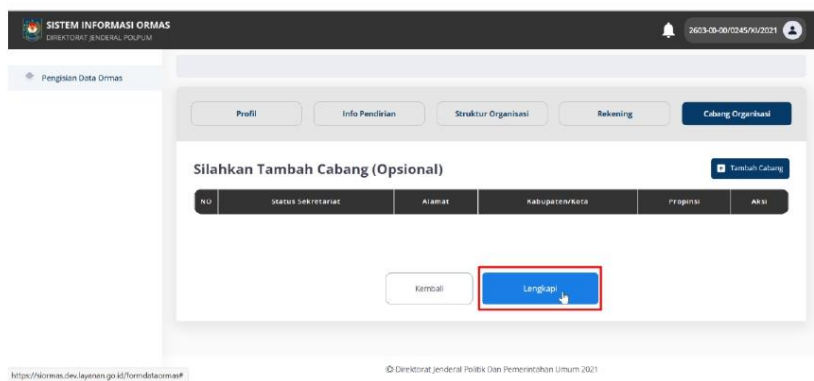 SISTEM INFORMASI ORMAS
DIREKTORAT JENDERAL POLPUM
2603-00-00/0245/XI/2021
Pengisian Data Ormas
Profil
Info Pendirian
Struktur Organisasi
Rekening
Cabang Organisasi
Silahkan Tambah Cabang (Opsional)
Tambah Cabang
NO Status Sekretariat Alamat Kabupaten/Kota Propinsi Aksi
Kembali
Lengkapi
© Direktorat Jenderal Politik Dan Pemerintahan Umum 2021
https://siormas.dev.layanan.go.id/formdataormas#